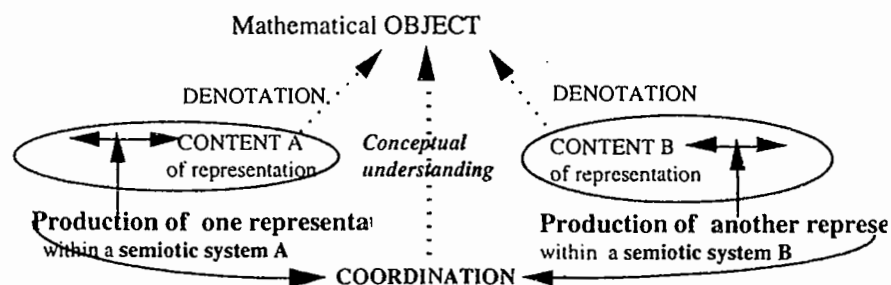 Mathematical OBJECT
DENOTATION
DENOTATION
CONTENT A
of representation
Conceptual
understanding
CONTENT B
of representation
Production of one representa
within a semiotic system A
Production of another represe
within a semiotic system B
COORDINATION